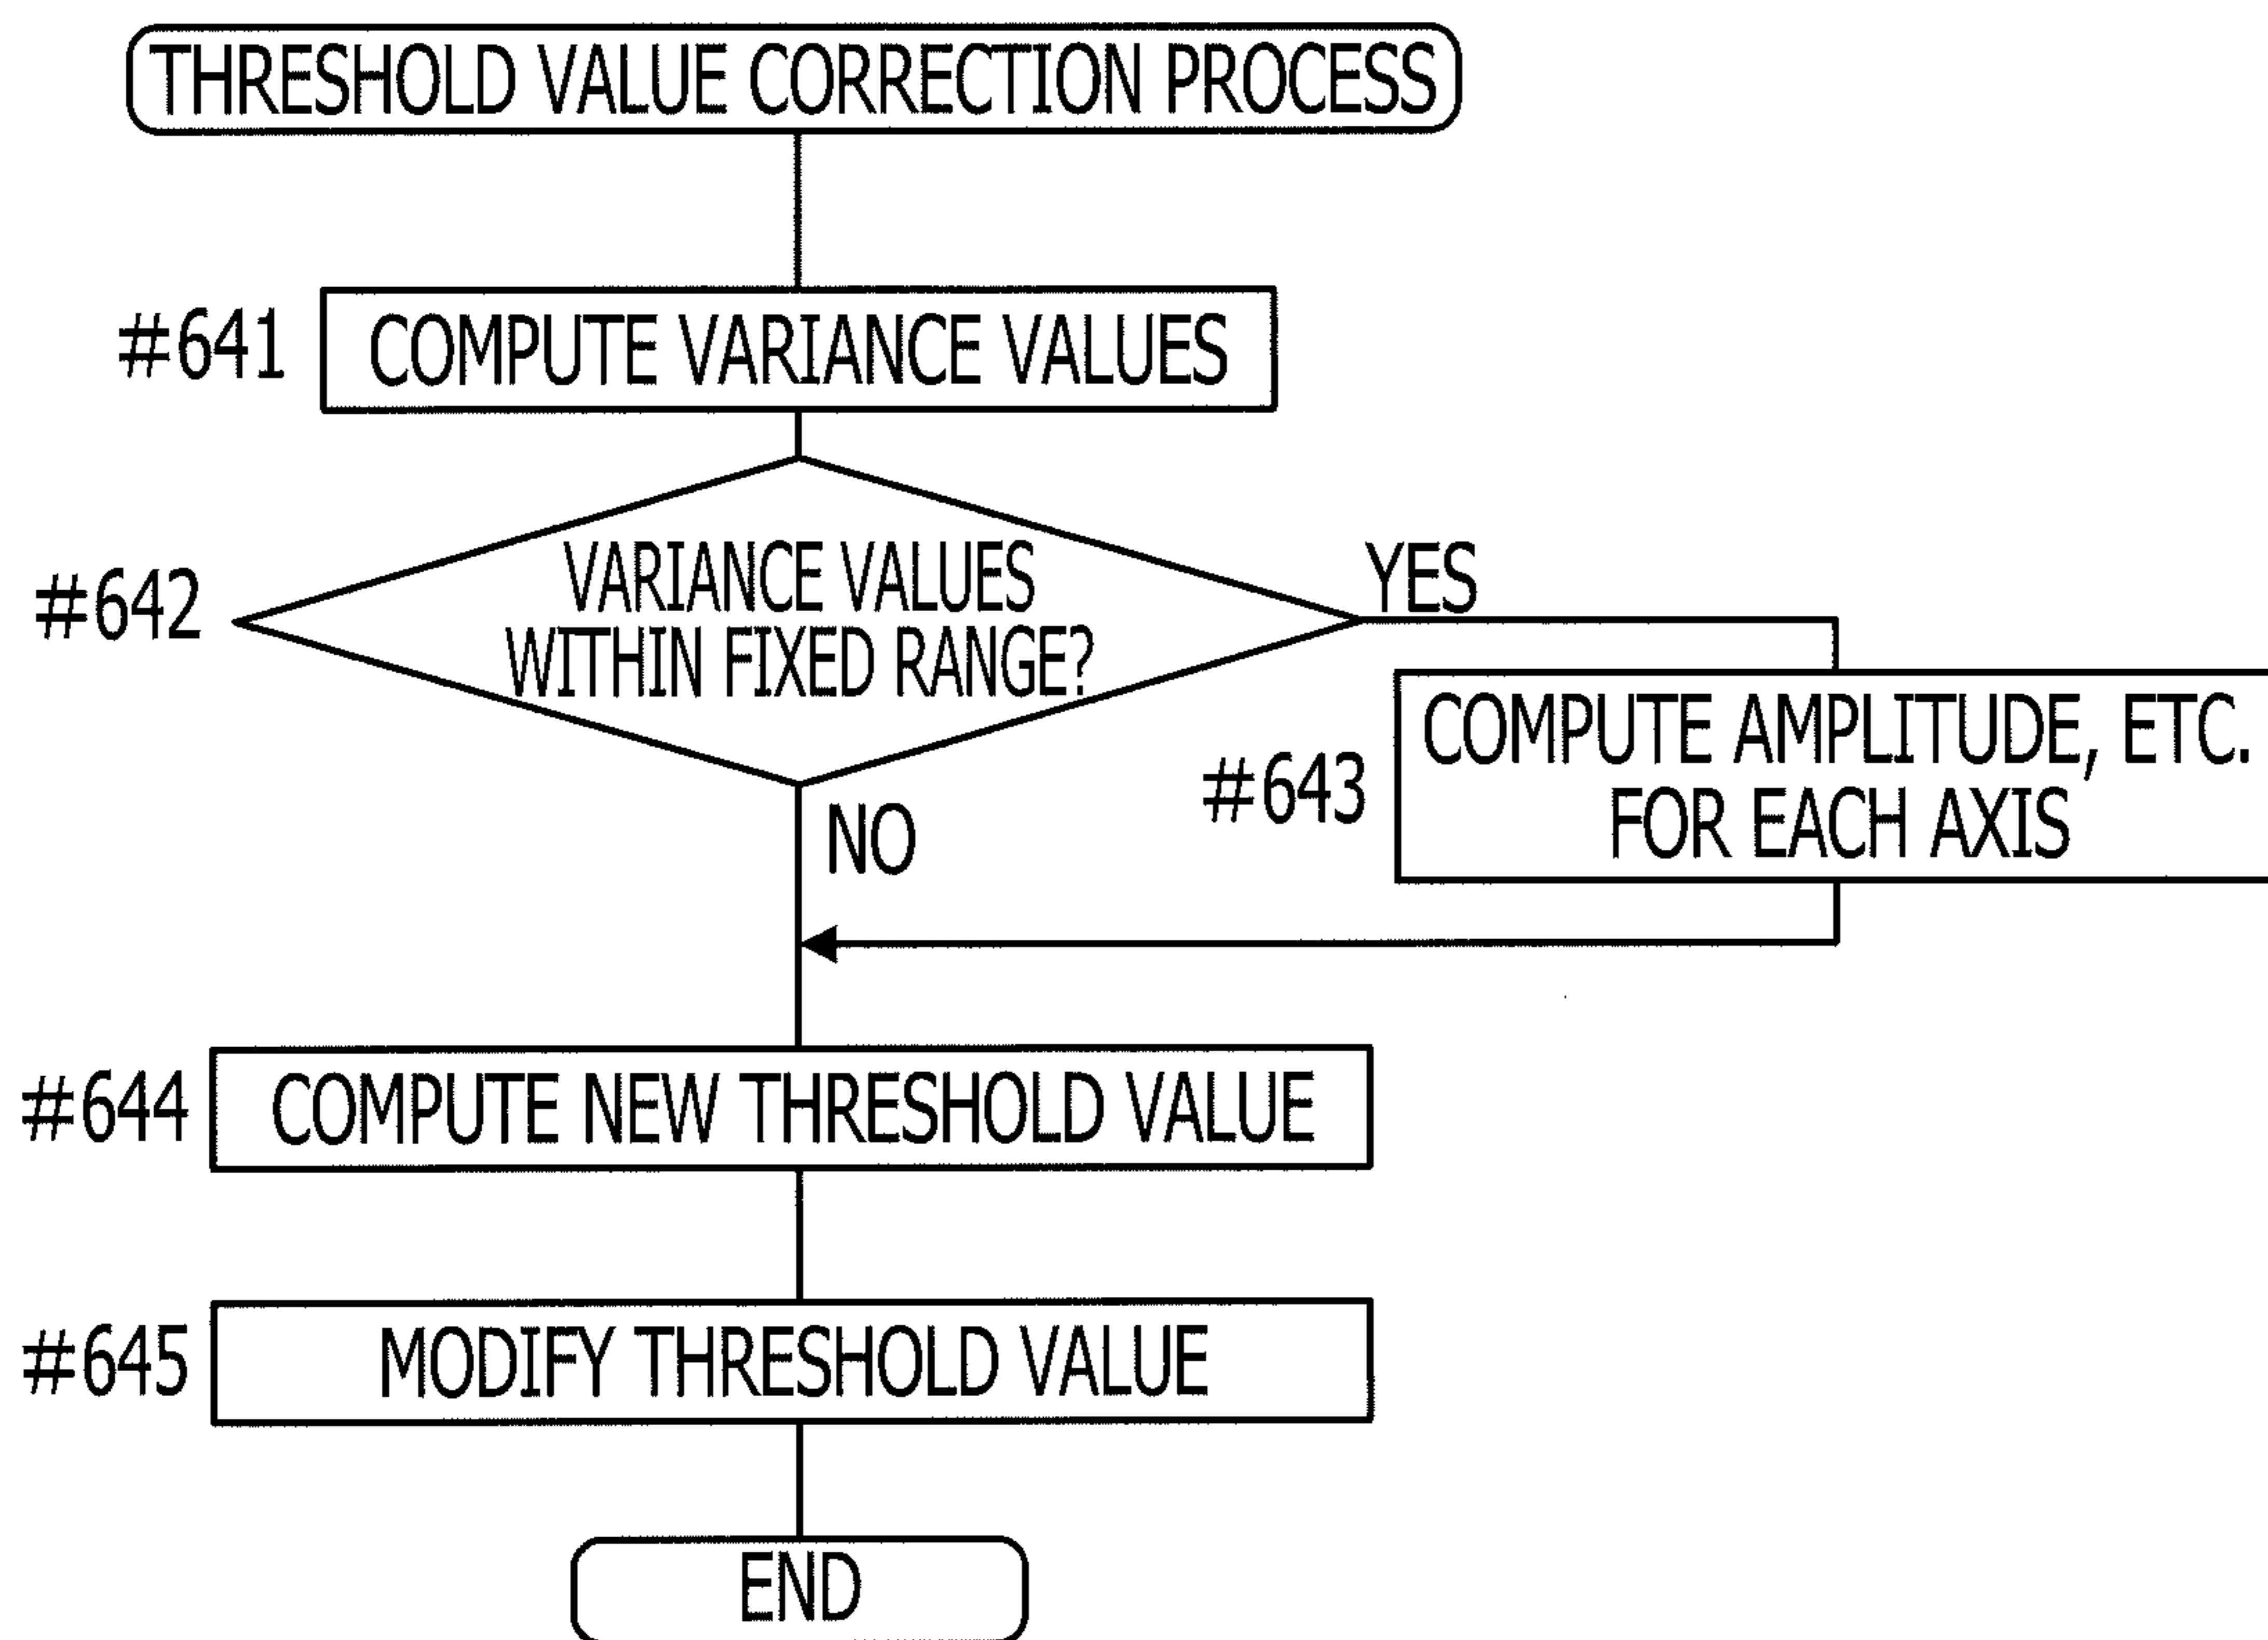 THRESHOLD VALUE CORRECTION PROCESS
#641
COMPUTE VARIANCE VALUES
#642
VARIANCE VALUES
WITHIN FIXED RANGE?
YES
#643
COMPUTE AMPLITUDE, ETC.
FOR EACH AXIS
NO
#644
COMPUTE NEW THRESHOLD VALUE
#645
MODIFY THRESHOLD VALUE
END